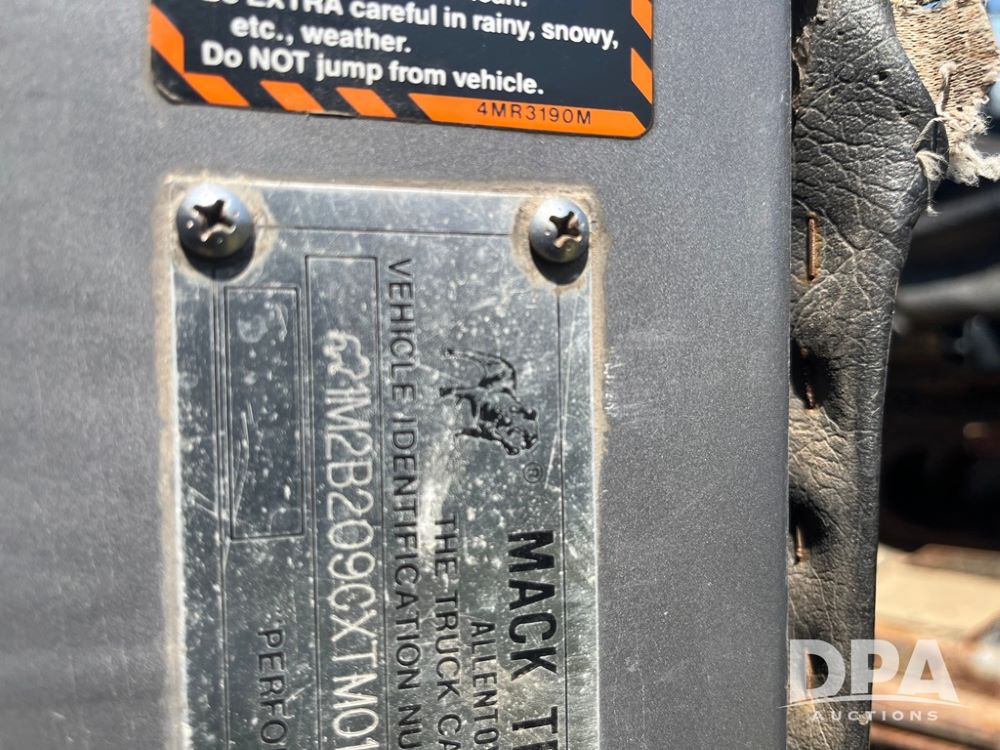 EXTRA careful in rainy, snowy,
etc., weather.
Do NOT jump from vehicle.
4MR3190M
®
MACK
ALLENTO
THE TRUCK CA
VEHICLE IDENTIFICATION NU
1M2B209CXTM01
PERFO
DPA
AUCTIONS